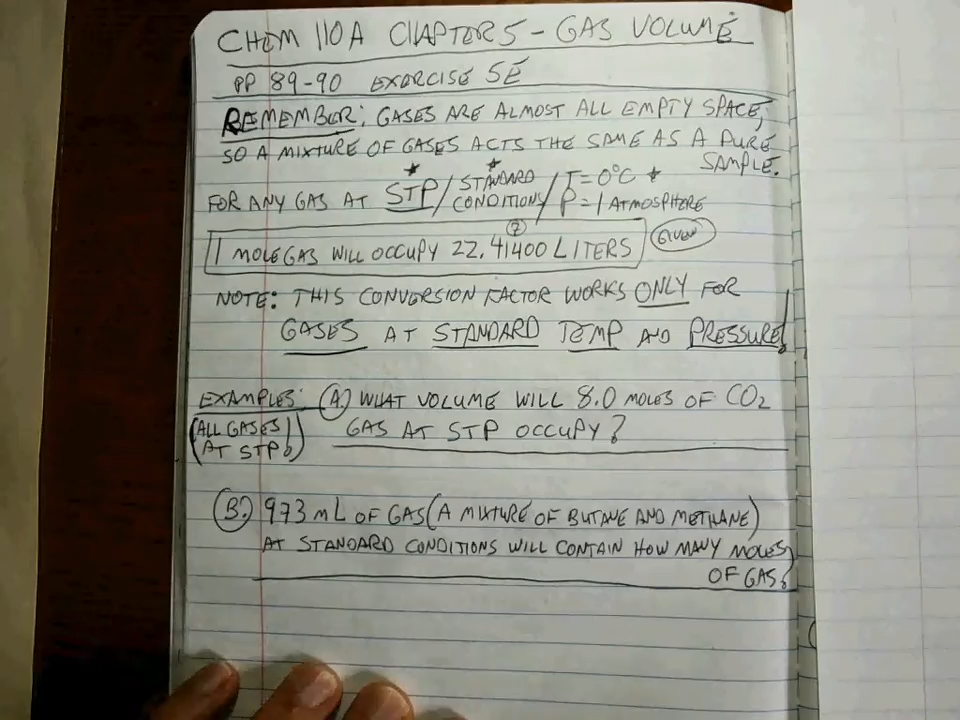 CHEM 110A CHAPTER 5 - GAS VOLUME
PP 89-90 EXERCISE 5E
REMEMBER: GASES ARE ALMOST ALL EMPTY SPACE,
SO A MIXTURE OF GASES ACTS THE SAME AS A PURE
SAMPLE.
FOR ANY GAS AT STP / STANDARD CONDITIONS / T = 0°C
P = 1 ATMOSPHERE
7
1 MOLE GAS WILL OCCUPY 22.41400 LITERS GIVEN
NOTE: THIS CONVERSION FACTOR WORKS ONLY FOR
GASES AT STANDARD TEMP AND PRESSURE!
EXAMPLES: A. WHAT VOLUME WILL 8.0 MOLES OF CO2
(ALL GASES AT STP!) GAS AT STP OCCUPY?
B. 973 mL OF GAS (A MIXTURE OF BUTANE AND METHANE)
AT STANDARD CONDITIONS WILL CONTAIN HOW MANY MOLES
OF GAS?